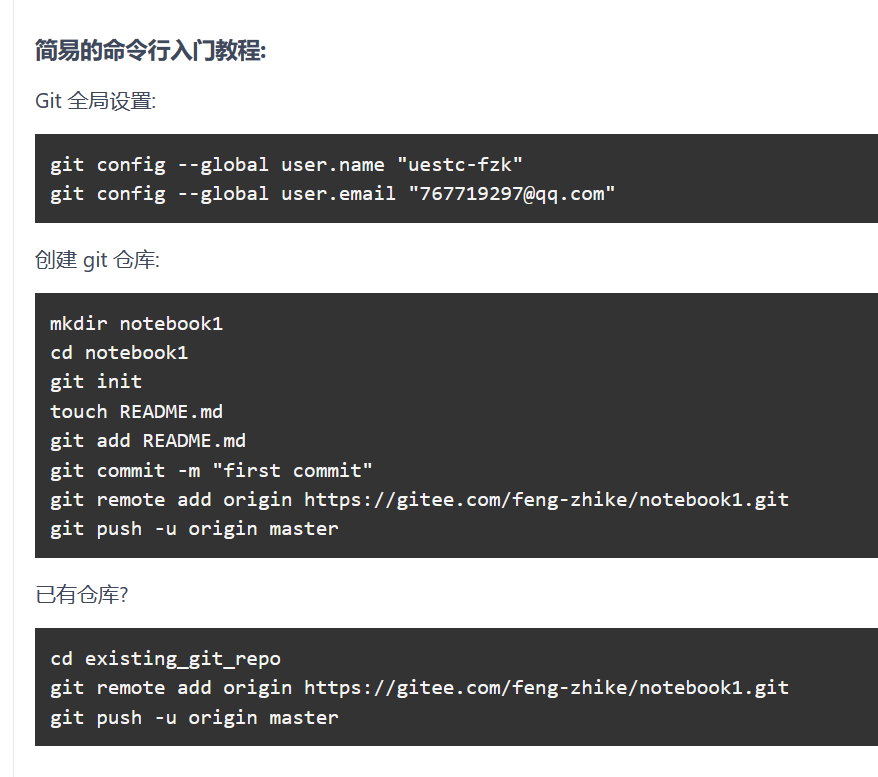 简易的命令行入门教程:
Git 全局设置:
git config --global user.name "uestc-fzk"
git config --global user.email "767719297@qq.com"
创建 git 仓库:
mkdir notebook1
cd notebook1
git init
touch README.md
git add README.md
git commit -m "first commit"
git remote add origin https://gitee.com/feng-zhike/notebook1.git
git push -u origin master
已有仓库?
cd existing_git_repo
git remote add origin https://gitee.com/feng-zhike/notebook1.git
git push -u origin master